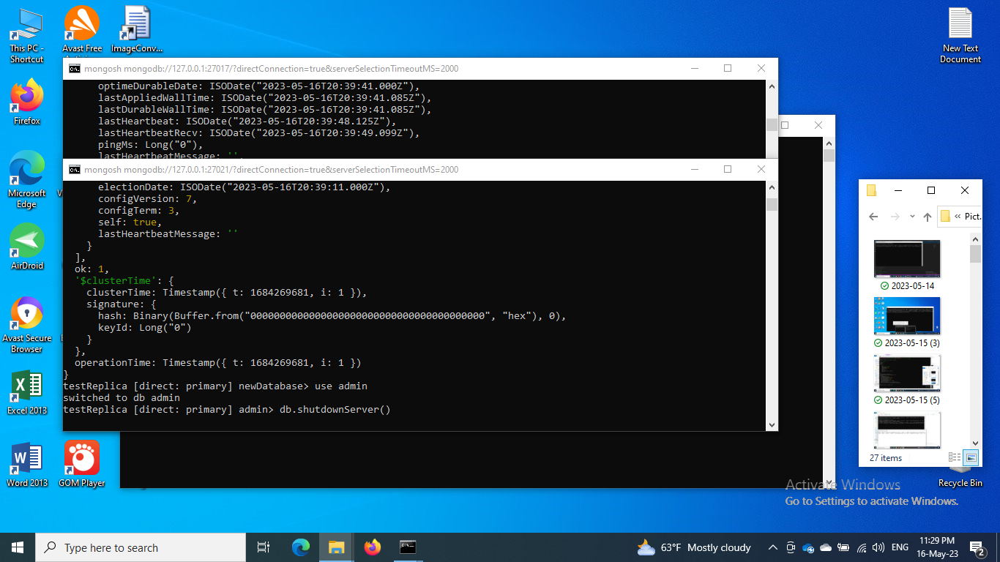 This PC -
Shortcut
Avast Free
ImageConv...
New Text
Document
Firefox
Microsoft
Edge
AirDroid
Avast Secure
Browser
Excel 2013
Word 2013
GOM Player
mongosh mongodb://127.0.0.1:27017/?directConnection=true&serverSelectionTimeoutMS=2000
optimeDurableDate: ISODate("2023-05-16T20:39:41.000Z"),
lastAppliedWallTime: ISODate("2023-05-16T20:39:41.085Z"),
lastDurableWallTime: ISODate("2023-05-16T20:39:41.085Z"),
lastHeartbeat: ISODate("2023-05-16T20:39:48.125Z"),
lastHeartbeatRecv: ISODate("2023-05-16T20:39:49.099Z"),
pingMs: Long("0"),
lastHeartbeatMessage: '',
mongosh mongodb://127.0.0.1:27021/?directConnection=true&serverSelectionTimeoutMS=2000
electionDate: ISODate("2023-05-16T20:39:11.000Z"),
configVersion: 7,
configTerm: 3,
self: true,
lastHeartbeatMessage: ''
}
],
ok: 1,
'$clusterTime': {
clusterTime: Timestamp({ t: 1684269681, i: 1 }),
signature: {
hash: Binary(Buffer.from("0000000000000000000000000000000000000000", "hex"), 0),
keyId: Long("0")
}
},
operationTime: Timestamp({ t: 1684269681, i: 1 })
}
testReplica [direct: primary] newDatabase> use admin
switched to db admin
testReplica [direct: primary] admin> db.shutdownServer()
« Pict.
2023-05-14
2023-05-15 (3)
2023-05-15 (5)
27 items
Recycle Bin
Activate Windows
Go to Settings to activate Windows.
Type here to search
63°F Mostly cloudy
ENG
11:29 PM
16-May-23
2